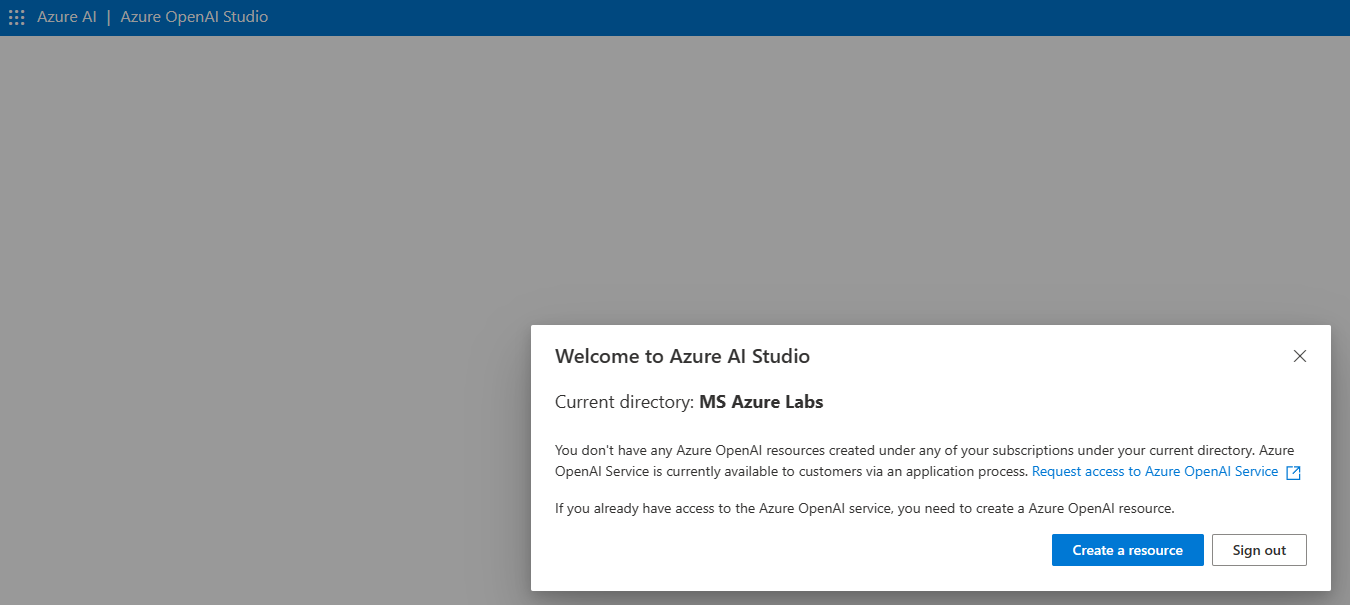 Azure AI | Azure OpenAI Studio
Welcome to Azure AI Studio
Current directory: MS Azure Labs
You don't have any Azure OpenAI resources created under any of your subscriptions under your current directory. Azure
OpenAI Service is currently available to customers via an application process. Request access to Azure OpenAI Service
If you already have access to the Azure OpenAI service, you need to create a Azure OpenAI resource.
Create a resource Sign out